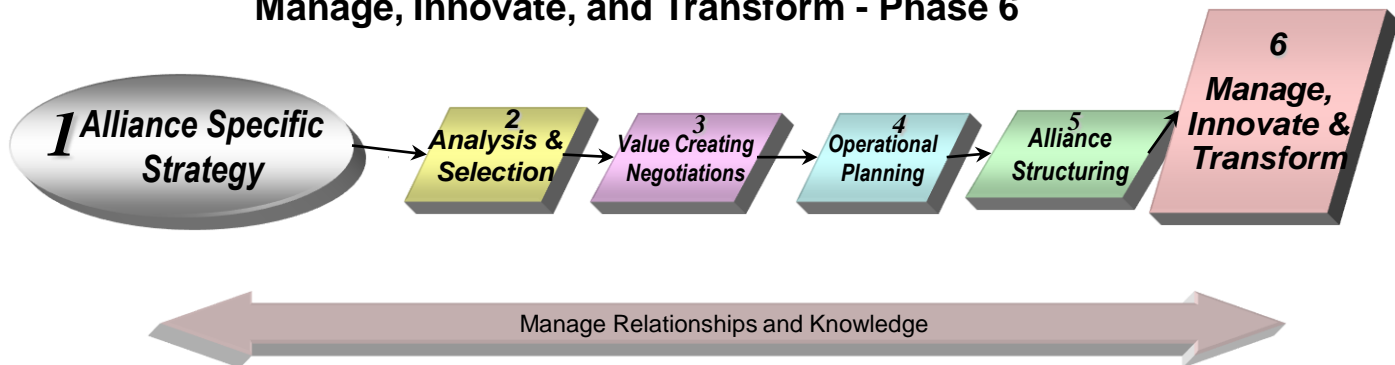 Manage, Innovate, and Transform - Phase 6
1 Alliance Specific
Strategy
2
Analysis &
Selection
3
Value Creating
Negotiations
4
Operational
Planning
5
Alliance
Structuring
6
Manage,
Innovate &
Transform
Manage Relationships and Knowledge